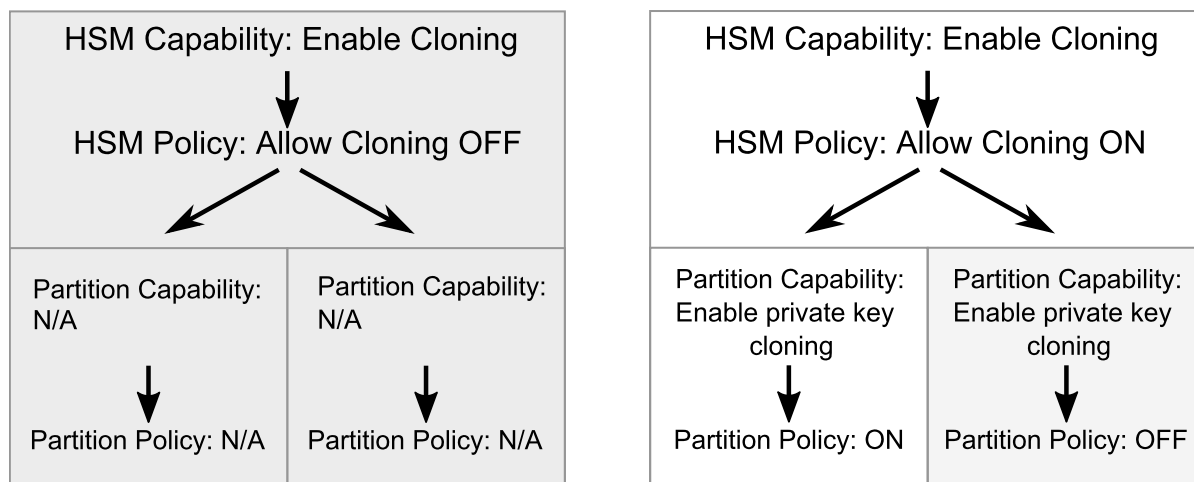 HSM Capability: Enable Cloning
HSM Policy: Allow Cloning OFF
Partition Capability:
N/A
Partition Policy: N/A
Partition Capability:
N/A
Partition Policy: N/A
HSM Capability: Enable Cloning
HSM Policy: Allow Cloning ON
Partition Capability:
Enable private key
cloning
Partition Policy: ON
Partition Capability:
Enable private key
cloning
Partition Policy: OFF